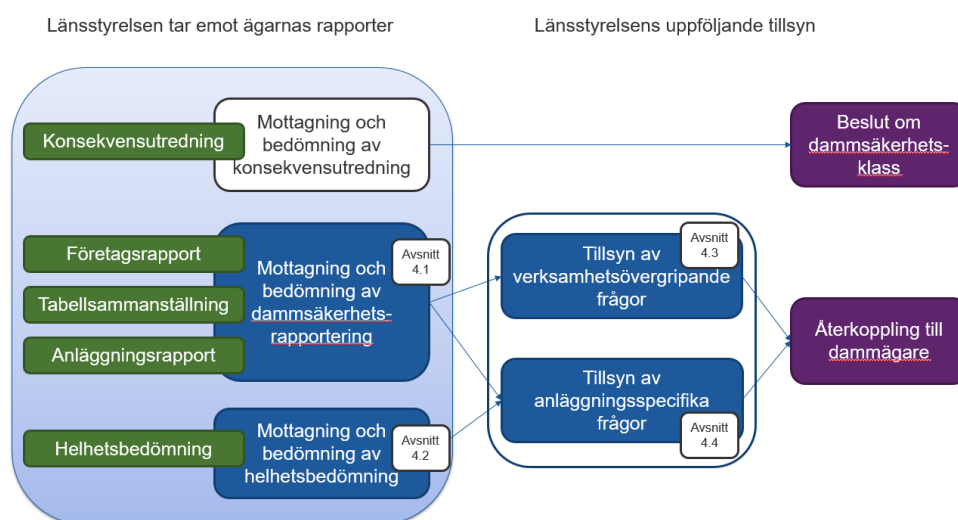 Länsstyrelsen tar emot ägarnas rapporter
Länsstyrelsens uppföljande tillsyn
Konsekvensutredning
Mottagning och
bedömning av
konsekvensutredning
Beslut om
dammsäkerhets-
klass
Företagsrapport
Tabellsammanställning
Anläggningsrapport
Mottagning och
bedömning av
dammsäkerhets-
rapportering
Avsnitt
4.1
Tillsyn av
verksamhetsövergripande
frågor
Avsnitt
4.3
Återkoppling till
dammägare
Tillsyn av
anläggningsspecifika
frågor
Avsnitt
4.4
Helhetsbedömning
Mottagning och
bedömning av
helhetsbedömning
Avsnitt
4.2